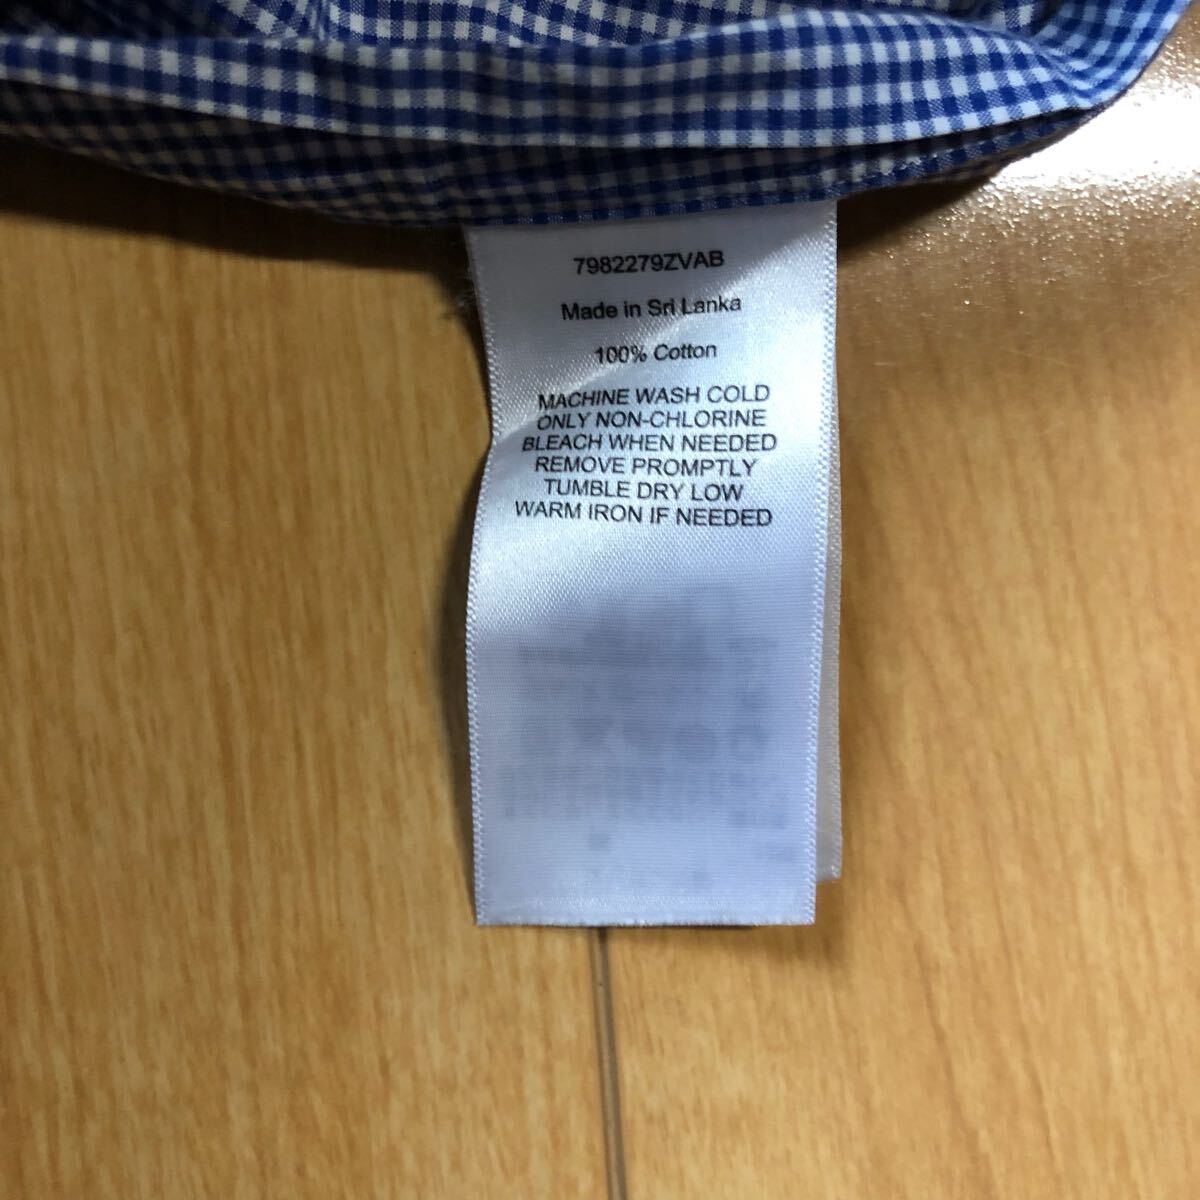 7982279ZVAB
Made in Sri Lanka
100% Cotton
MACHINE WASH COLD
ONLY NON-CHLORINE
BLEACH WHEN NEEDED
REMOVE PROMPTLY
TUMBLE DRY LOW
WARM IRON IF NEEDED